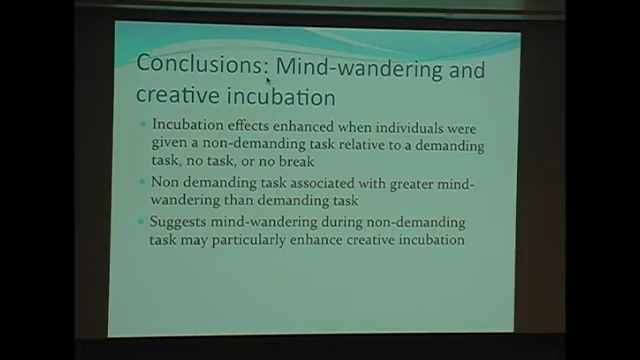 Conclusions: Mind-wandering and
creative incubation
Incubation effects enhanced when individuals were
given a non-demanding task relative to a demanding
task, no task, or no break
Non demanding task associated with greater mind-
wandering than demanding task
Suggests mind-wandering during non-demanding
task may particularly enhance creative incubation